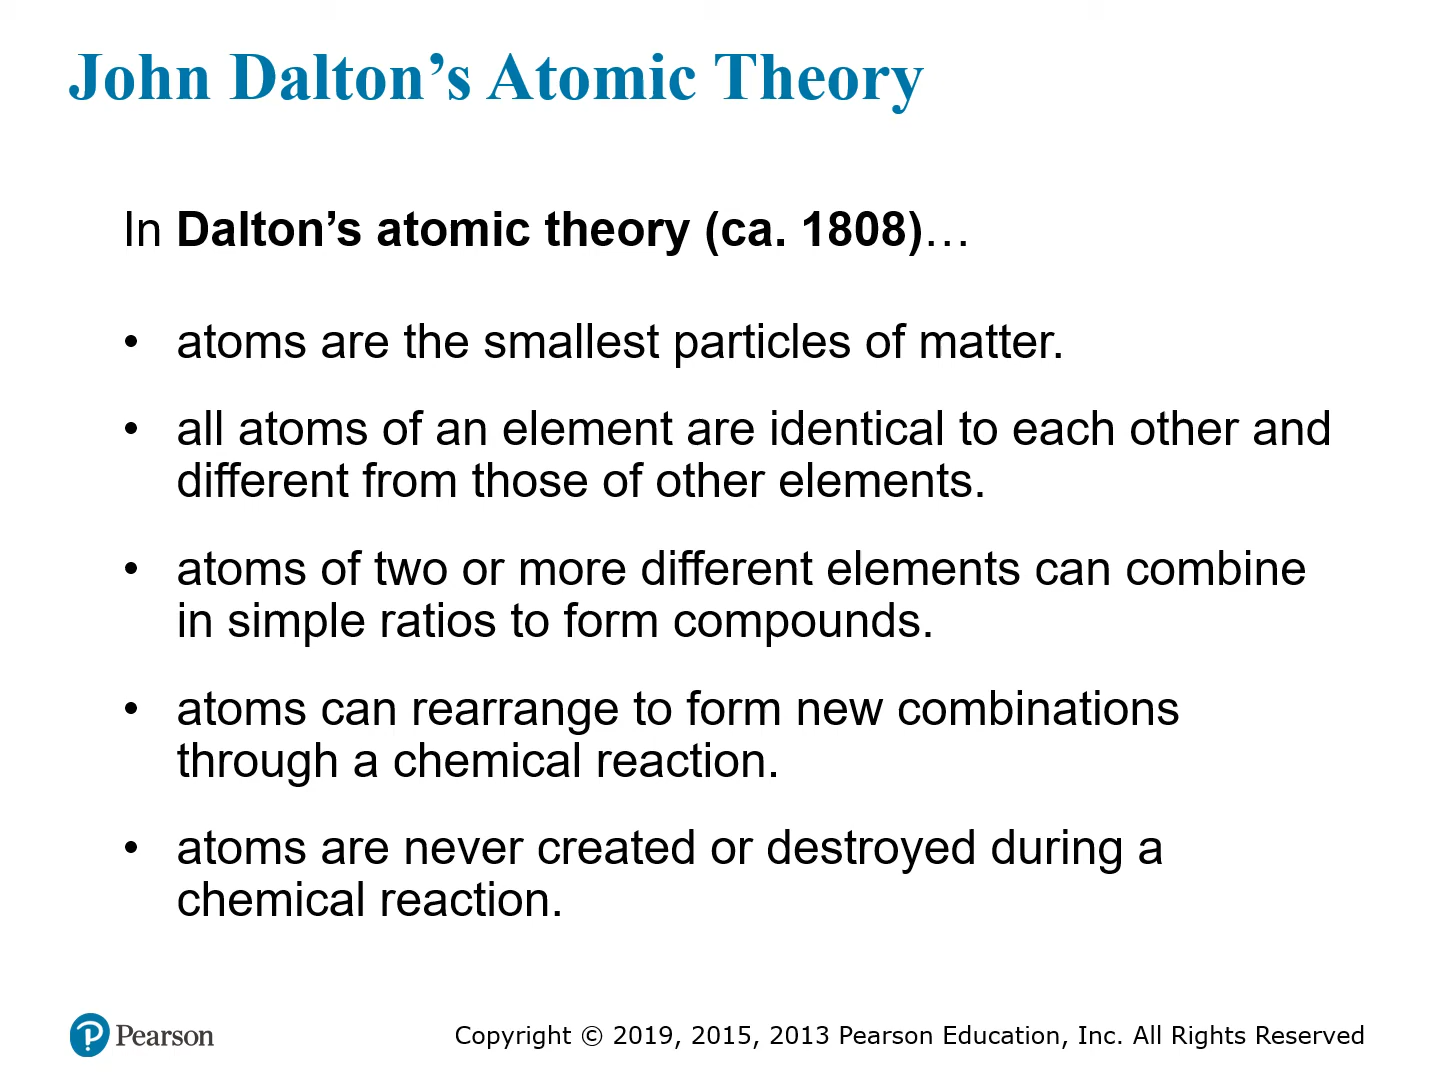 John Dalton’s Atomic Theory
In Dalton’s atomic theory (ca. 1808)…
• atoms are the smallest particles of matter.
• all atoms of an element are identical to each other and
different from those of other elements.
• atoms of two or more different elements can combine
in simple ratios to form compounds.
• atoms can rearrange to form new combinations
through a chemical reaction.
• atoms are never created or destroyed during a
chemical reaction.
Pearson
Copyright © 2019, 2015, 2013 Pearson Education, Inc. All Rights Reserved